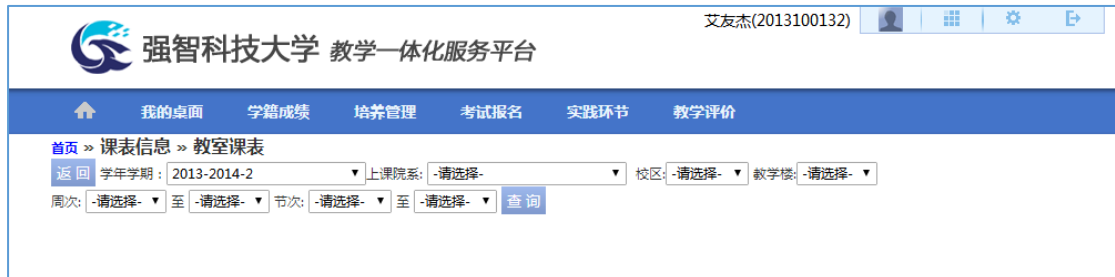 艾友杰(2013100132)
强智科技大学 教学一体化服务平台
我的桌面 学籍成绩 培养管理 考试报名 实践环节 教学评价
首页 » 课表信息 » 教室课表
返 回 学年学期： 2013-2014-2 上课院系: -请选择- 校区: -请选择- 教学楼: -请选择-
周次: -请选择- 至 -请选择- 节次: -请选择- 至 -请选择- 查 询